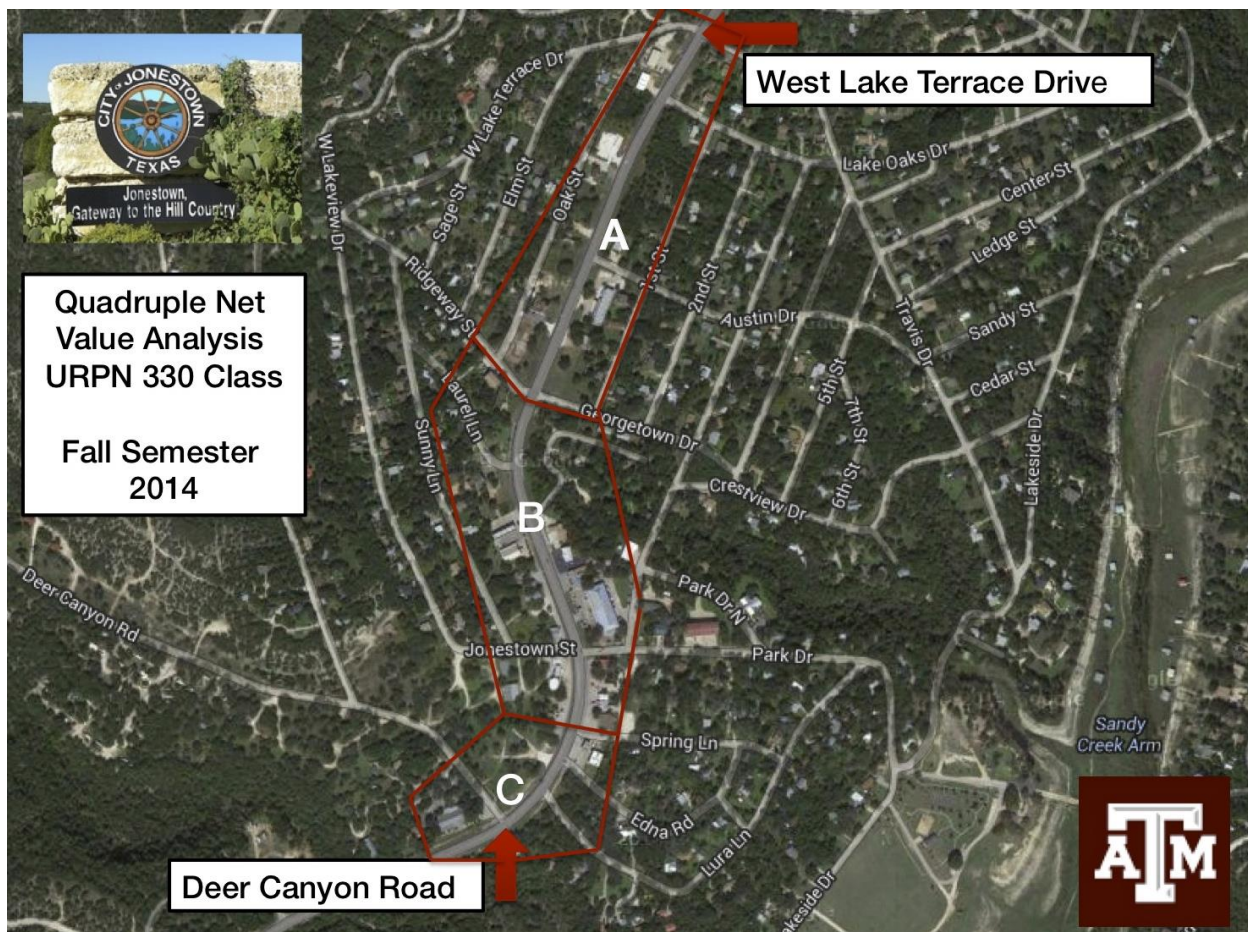 CITY OF JONESTOWN
TEXAS
Jonestown,
Gateway to the Hill Country
Quadruple Net
Value Analysis
URPN 330 Class
Fall Semester
2014
West Lake Terrace Drive
W Lake Terrace Dr
W Lakeview Dr
Sage St
Elm St
Oak St
Ridgeway St
A
1st St
2nd St
Lake Oaks Dr
Center St
Ledge St
Austin Dr
Travis Dr
Sandy St
Cedar St
5th St
7th St
6th St
Lakeside Dr
Laurel Ln
Sunny Ln
Georgetown Dr
Crestview Dr
B
Deer Canyon Rd
Park Dr N
Jonestown St
Park Dr
Spring Ln
Sandy
Creek Arm
C
Edna Rd
Lura Ln
Lakeside Dr
Deer Canyon Road
ATM